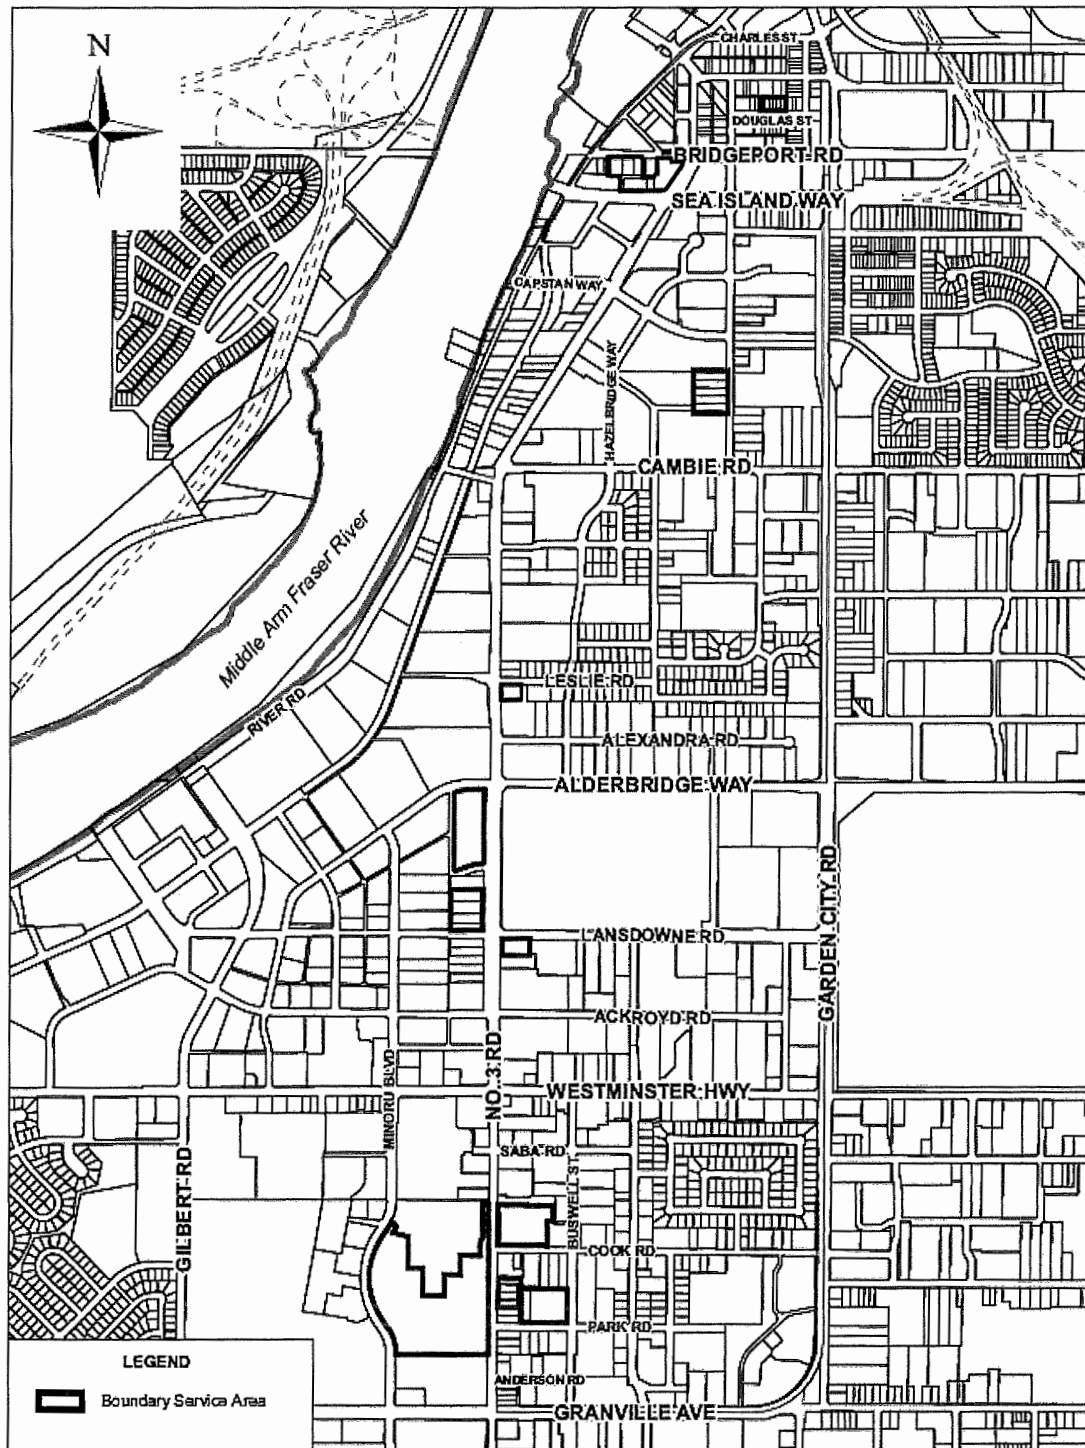 N
CHARLES ST
DOUGLAS ST
BRIDGEPORT RD
SEA ISLAND WAY
CAPSTAN WAY
HAZELBRIDGE WAY
CAMBIE RD
Middle Arm Fraser River
LESLIE RD
RIVER RD
ALEXANDRA RD
ALDERBRIDGE WAY
GARDEN CITY RD
LANSDOWNE RD
ACKROYD RD
NO. 3 RD
MINORU BLVD
WESTMINSTER HWY
SABA RD
GILBERT RD
BUSWELL ST
COOK RD
PARK RD
LEGEND
Boundary Service Area
ANDERSON RD
GRANVILLE AVE